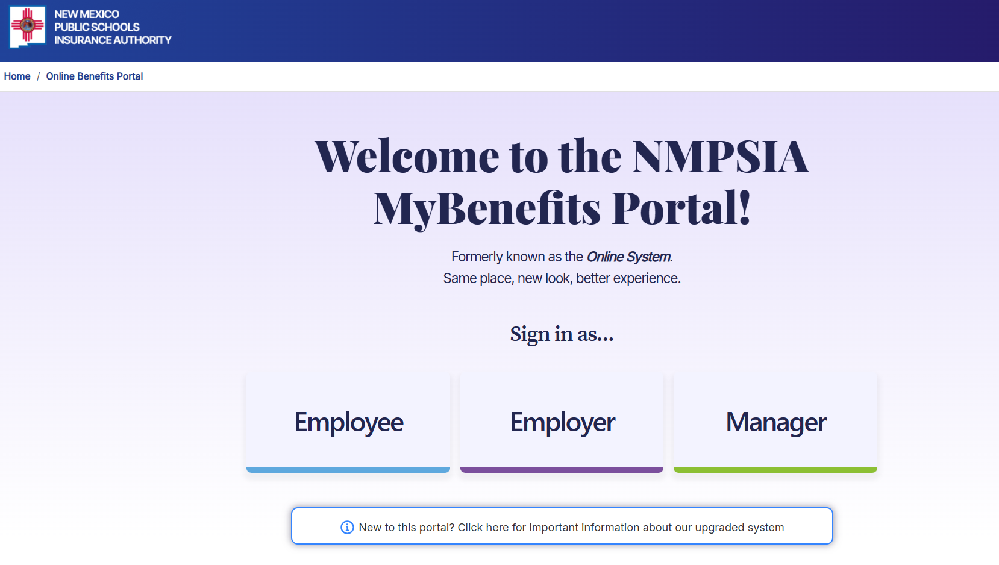 NEW MEXICO
PUBLIC SCHOOLS
INSURANCE AUTHORITY
Home / Online Benefits Portal
Welcome to the NMPSIA
MyBenefits Portal!
Formerly known as the Online System.
Same place, new look, better experience.
Sign in as...
Employee
Employer
Manager
New to this portal? Click here for important information about our upgraded system